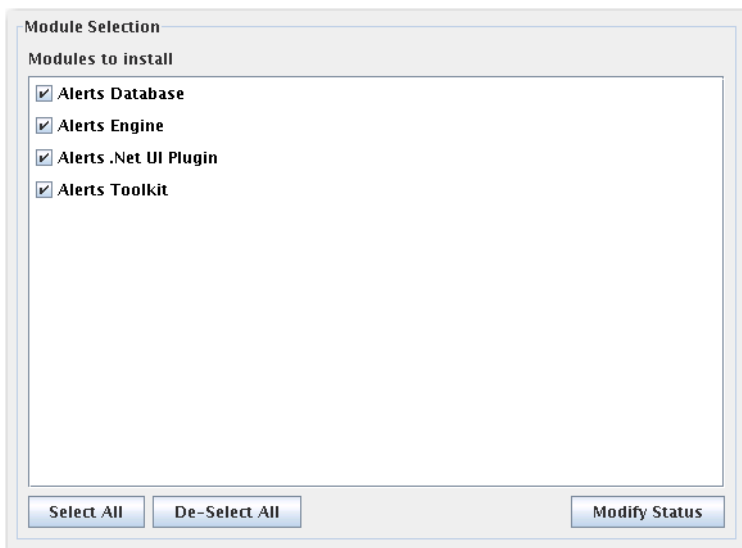 Module Selection
Modules to install
Alerts Database
Alerts Engine
Alerts .Net UI Plugin
Alerts Toolkit
Select All De-Select All Modify Status